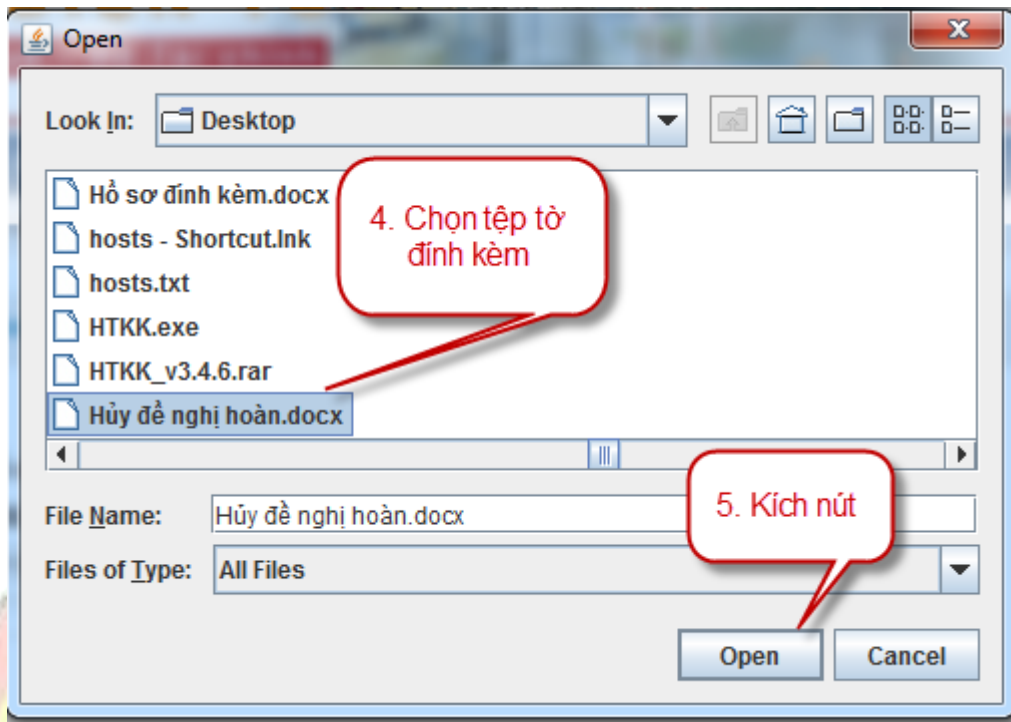 Open
Look In: Desktop
Hồ sơ đính kèm.docx
hosts - Shortcut.lnk
hosts.txt
HTKK.exe
HTKK_v3.4.6.rar
Hủy đề nghị hoàn.docx
4. Chọn tệp tờ
đính kèm
File Name: Hủy đề nghị hoàn.docx
5. Kích nút
Files of Type: All Files
Open Cancel